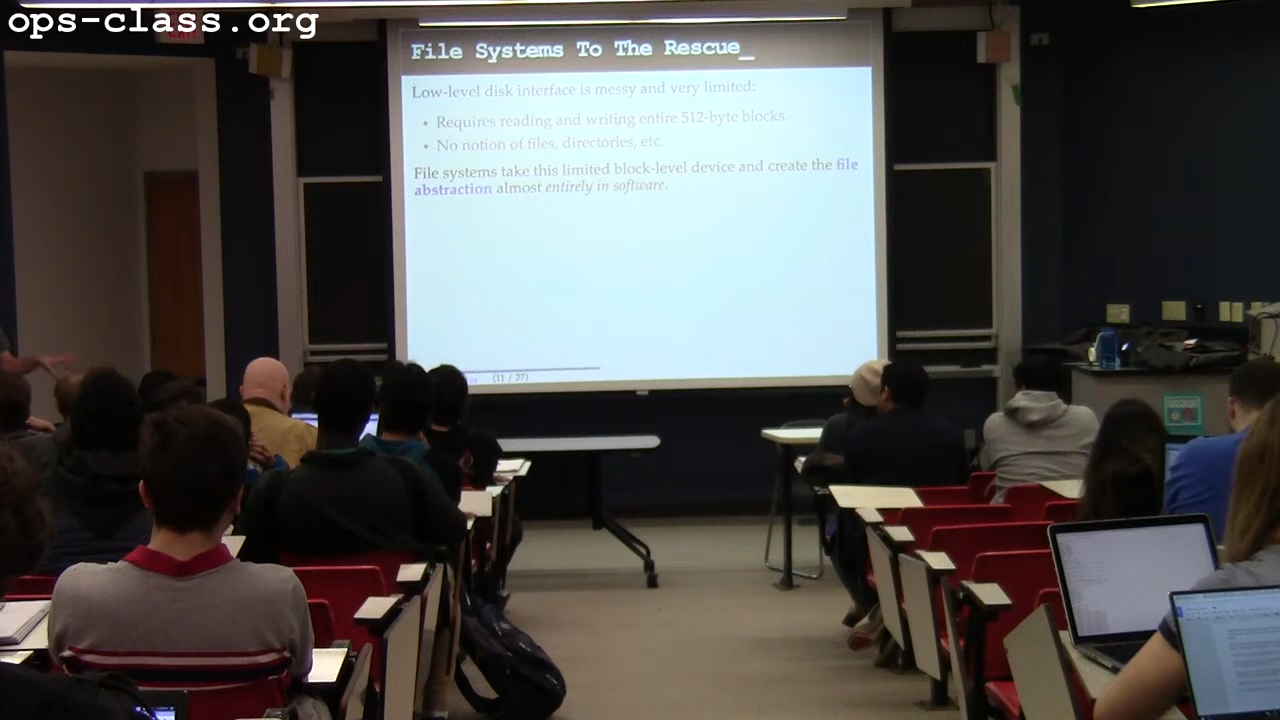 ops-class.org
EXIT
File Systems To The Rescue_
Low-level disk interface is messy and very limited:
• Requires reading and writing entire 512-byte blocks.
• No notion of files, directories, etc.
File systems take this limited block-level device and create the file
abstraction almost entirely in software.
(11 / 27)